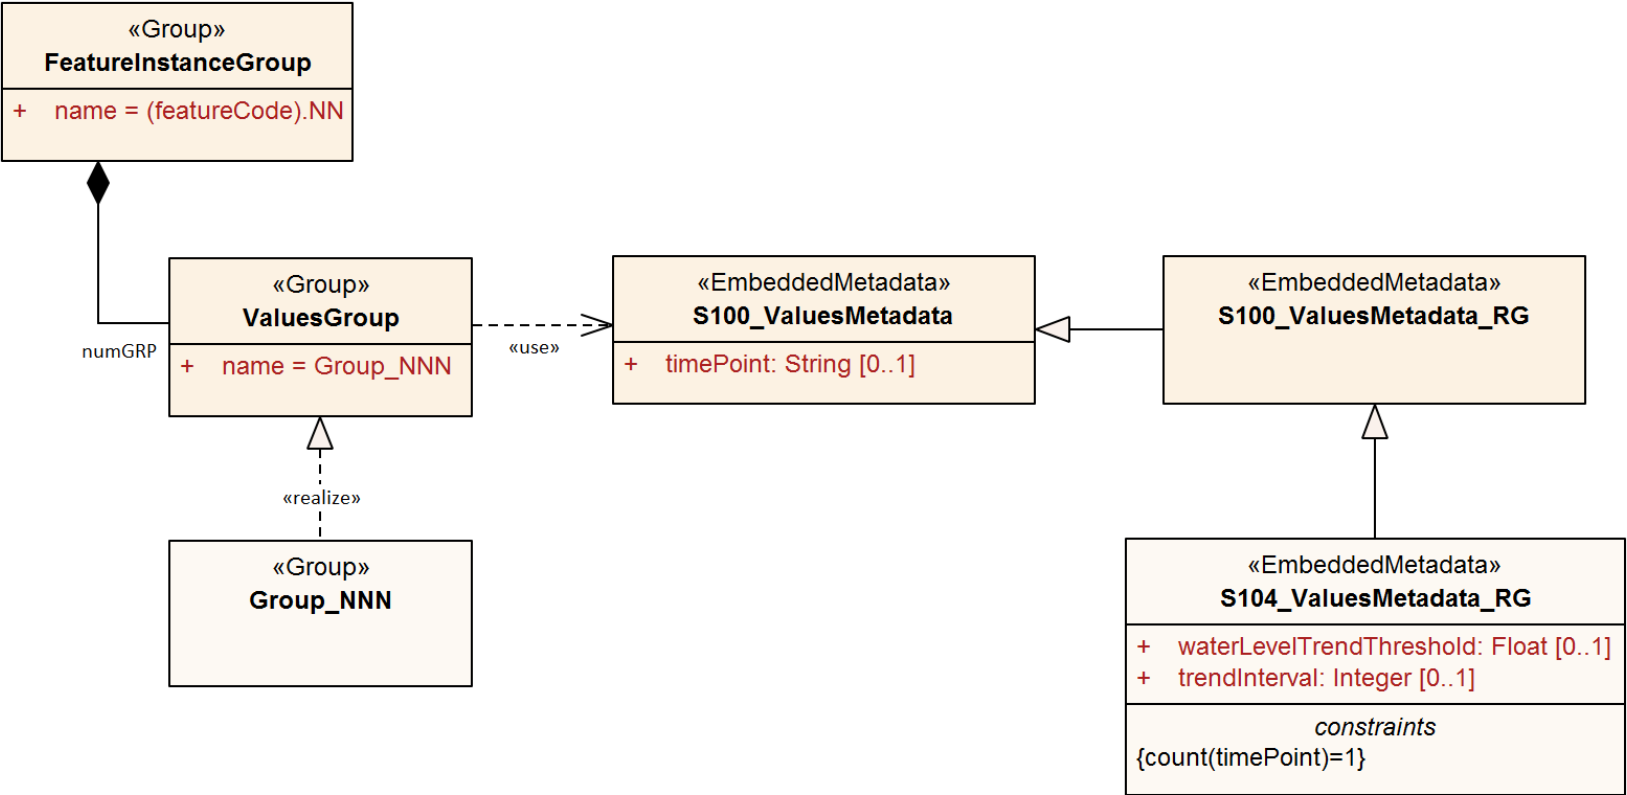 «Group»
FeatureInstanceGroup
+ name = (featureCode).NN
numGRP
«Group»
ValuesGroup
+ name = Group_NNN
«use»
«EmbeddedMetadata»
S100_ValuesMetadata
+ timePoint: String [0..1]
«EmbeddedMetadata»
S100_ValuesMetadata_RG
«realize»
«Group»
Group_NNN
«EmbeddedMetadata»
S104_ValuesMetadata_RG
+ waterLevelTrendThreshold: Float [0..1]
+ trendInterval: Integer [0..1]
constraints
{count(timePoint)=1}